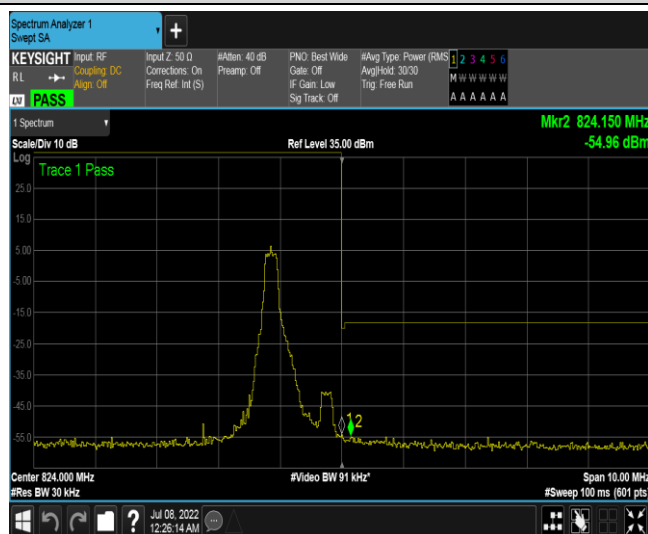 Spectrum Analyzer 1
Swept SA
+
KEYSIGHT
RL
LXI PASS
Input: RF
Coupling: DC
Align: Off
Input Z: 50 Ω
Corrections: On
Freq Ref: Int (S)
#Atten: 40 dB
Preamp: Off
PNO: Best Wide
Gate: Off
IF Gain: Low
Sig Track: Off
#Avg Type: Power (RMS
Avg|Hold: 30/30
Trig: Free Run
1 2 3 4 5 6
M W W W W W
A A A A A A
1 Spectrum
Mkr2 824.150 MHz
Scale/Div 10 dB
Ref Level 35.00 dBm
-54.96 dBm
Log
Trace 1 Pass
25.0
15.0
5.00
-5.00
-15.0
-25.0
-35.0
-45.0
-55.0
1 2
Center 824.000 MHz
#Video BW 91 kHz*
Span 10.00 MHz
#Res BW 30 kHz
#Sweep 100 ms (601 pts)
?
Jul 08, 2022
12:26:14 AM